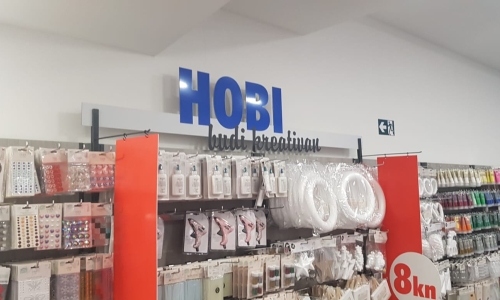 HOBI
budi kreativan
8kn